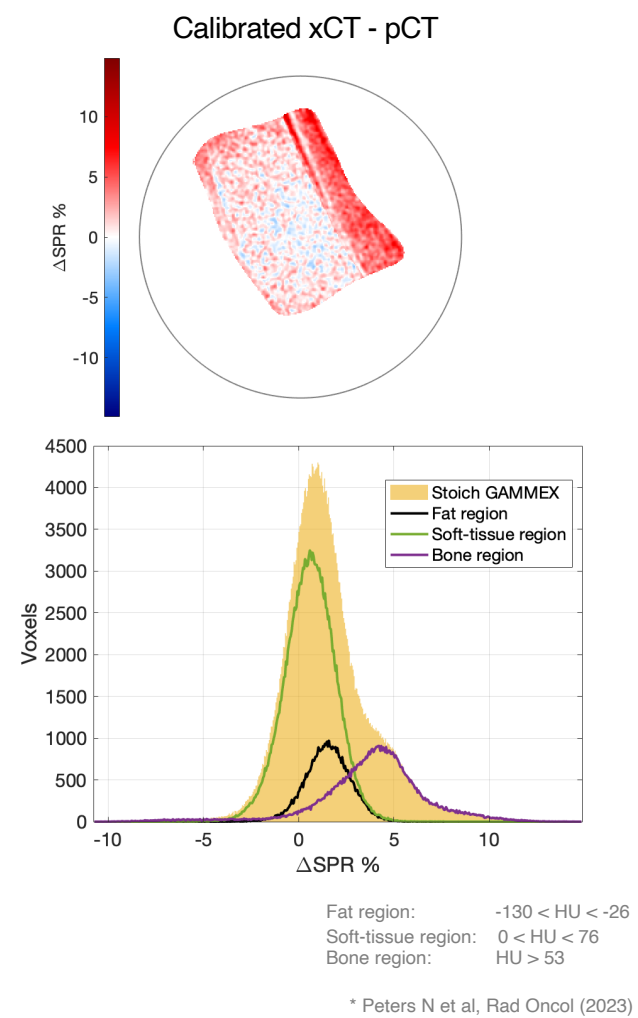 Calibrated xCT - pCT
10
5
0
-5
-10
ΔSPR %
4500
4000
3500
3000
2500
2000
1500
1000
500
0
Voxels
Stoich GAMMEX
Fat region
Soft-tissue region
Bone region
-10 -5 0 5 10
ΔSPR %
Fat region: -130 < HU < -26
Soft-tissue region: 0 < HU < 76
Bone region: HU > 53
* Peters N et al, Rad Oncol (2023)